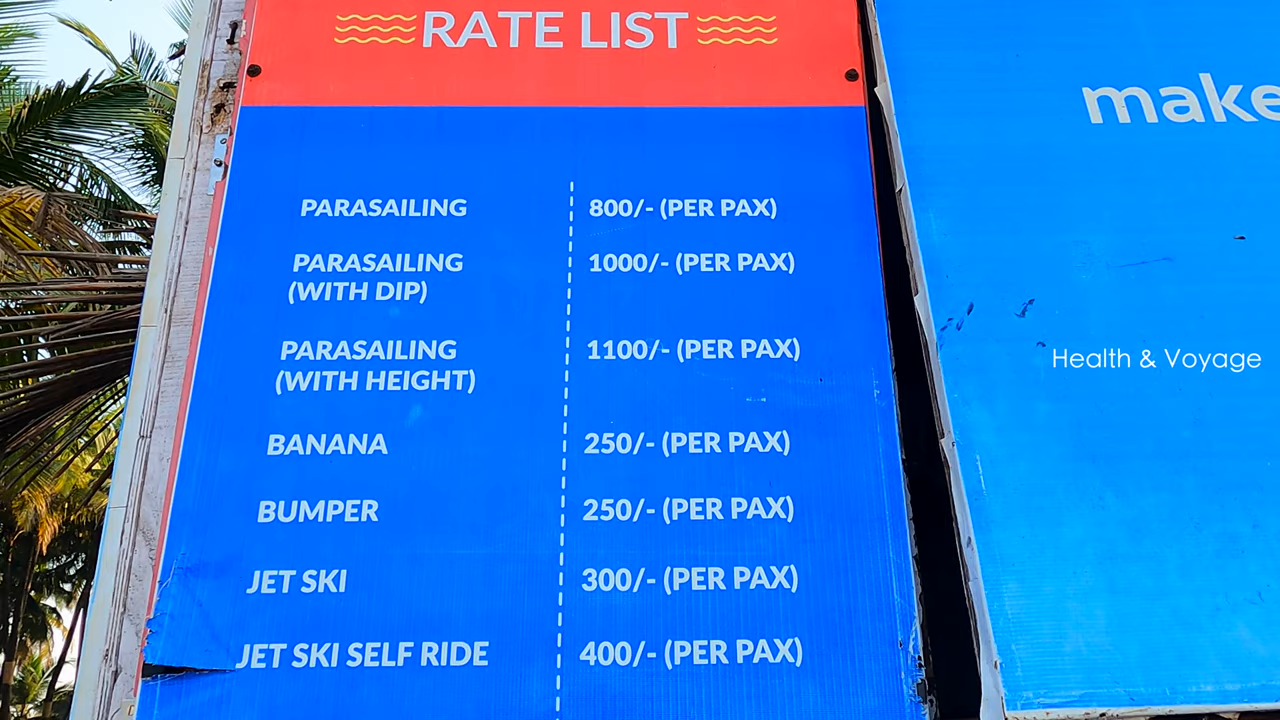 RATE LIST
PARASAILING 800/- (PER PAX)
PARASAILING 1000/- (PER PAX)
(WITH DIP)
PARASAILING 1100/- (PER PAX)
(WITH HEIGHT)
BANANA 250/- (PER PAX)
BUMPER 250/- (PER PAX)
JET SKI 300/- (PER PAX)
JET SKI SELF RIDE 400/- (PER PAX)
make
Health & Voyage